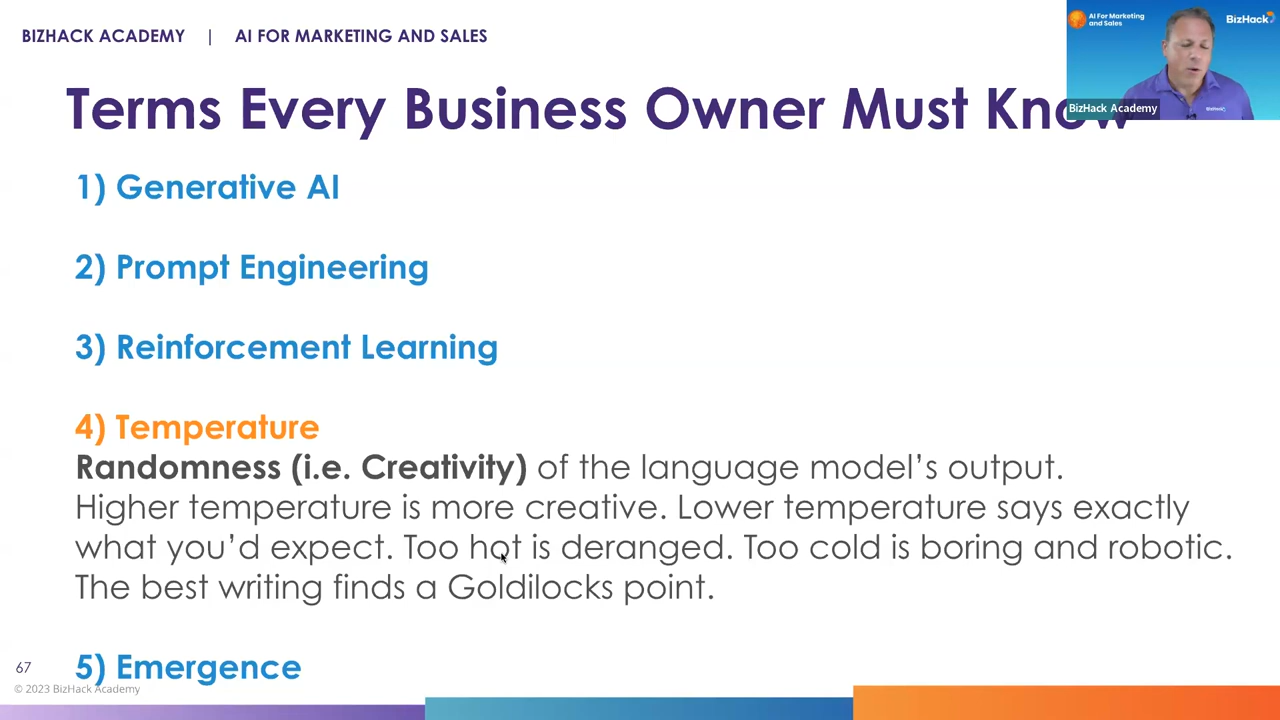 BIZHACK ACADEMY | AI FOR MARKETING AND SALES
AI For Marketing
and Sales
BizHack
BizHack Academy
Terms Every Business Owner Must Know
1) Generative AI
2) Prompt Engineering
3) Reinforcement Learning
4) Temperature
Randomness (i.e. Creativity) of the language model's output.
Higher temperature is more creative. Lower temperature says exactly
what you'd expect. Too hot is deranged. Too cold is boring and robotic.
The best writing finds a Goldilocks point.
5) Emergence
67
© 2023 BizHack Academy